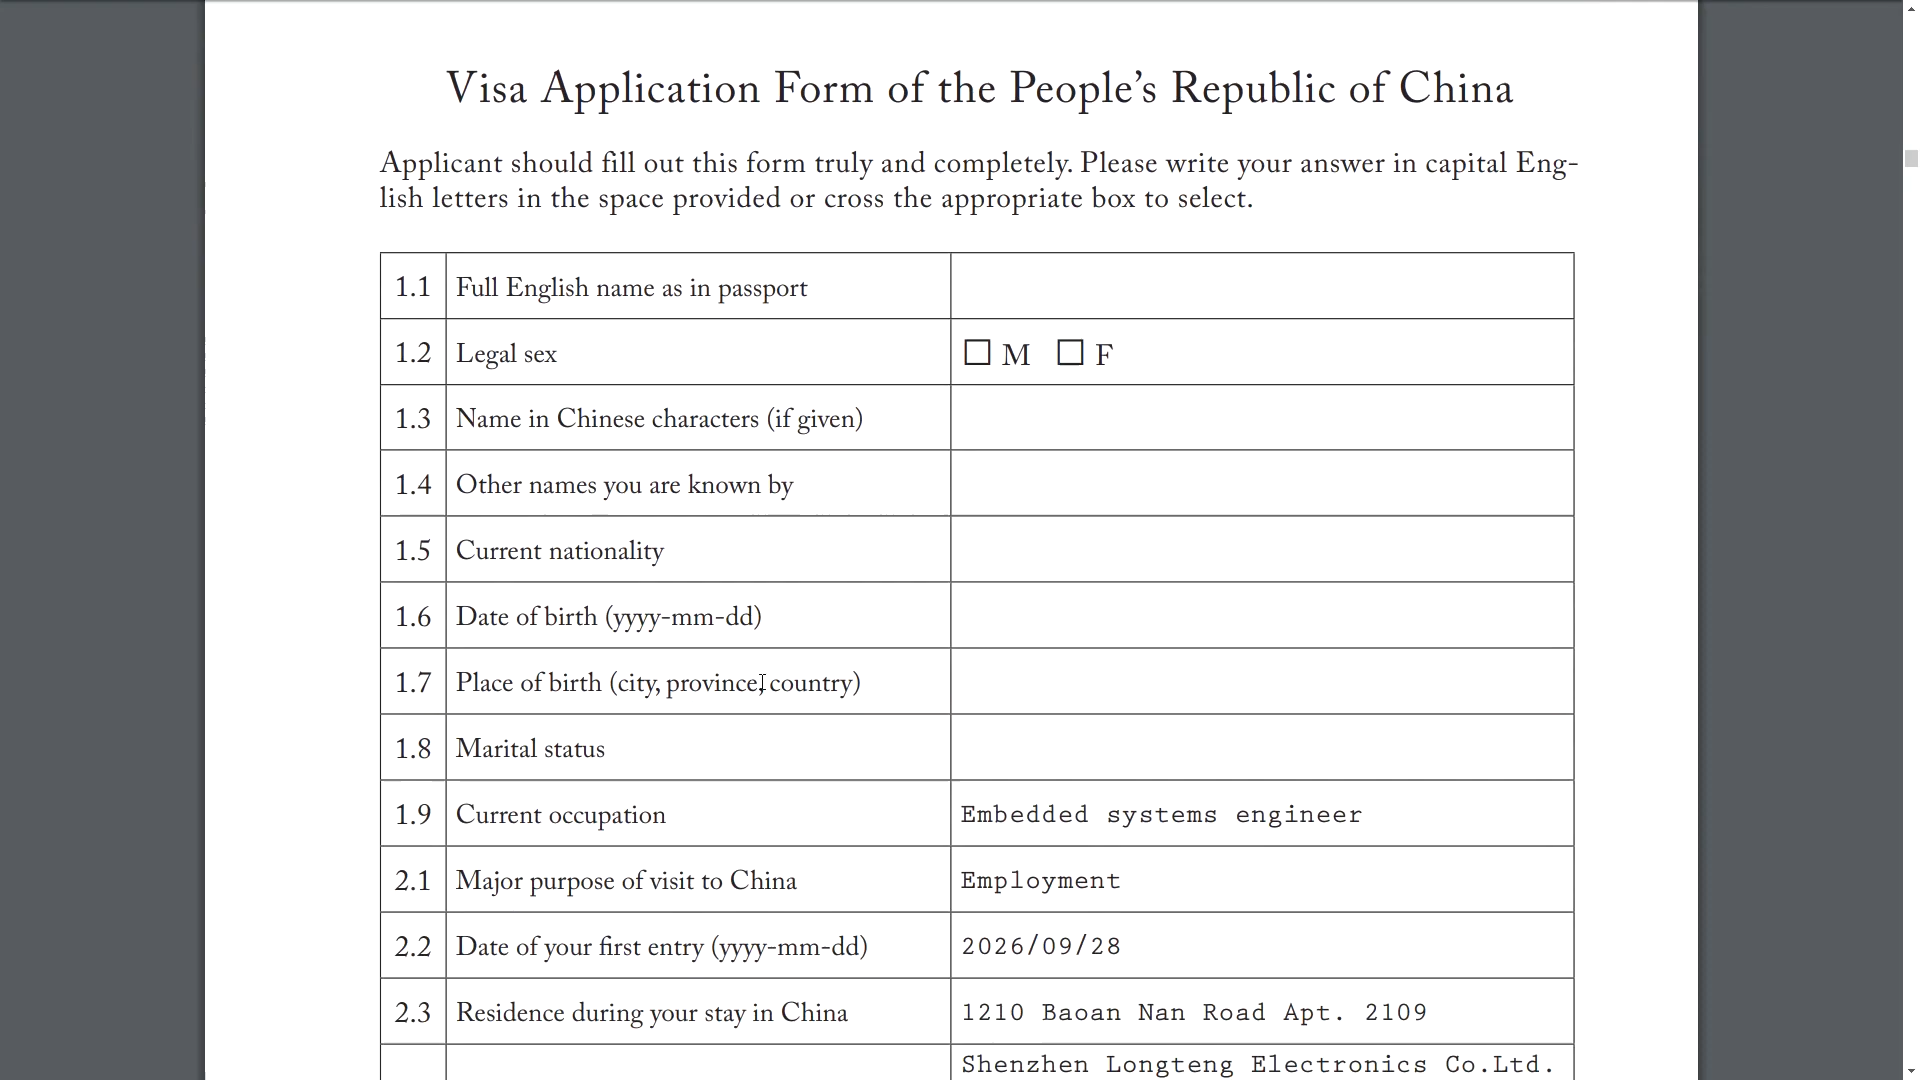 Visa Application Form of the People’s Republic of China
Applicant should fill out this form truly and completely. Please write your answer in capital Eng-
lish letters in the space provided or cross the appropriate box to select.
1.1 Full English name as in passport
1.2 Legal sex ☐ M ☐ F
1.3 Name in Chinese characters (if given)
1.4 Other names you are known by
1.5 Current nationality
1.6 Date of birth (yyyy-mm-dd)
1.7 Place of birth (city, province, country)
1.8 Marital status
1.9 Current occupation Embedded systems engineer
2.1 Major purpose of visit to China Employment
2.2 Date of your first entry (yyyy-mm-dd) 2026/09/28
2.3 Residence during your stay in China 1210 Baoan Nan Road Apt. 2109
Shenzhen Longteng Electronics Co.Ltd.